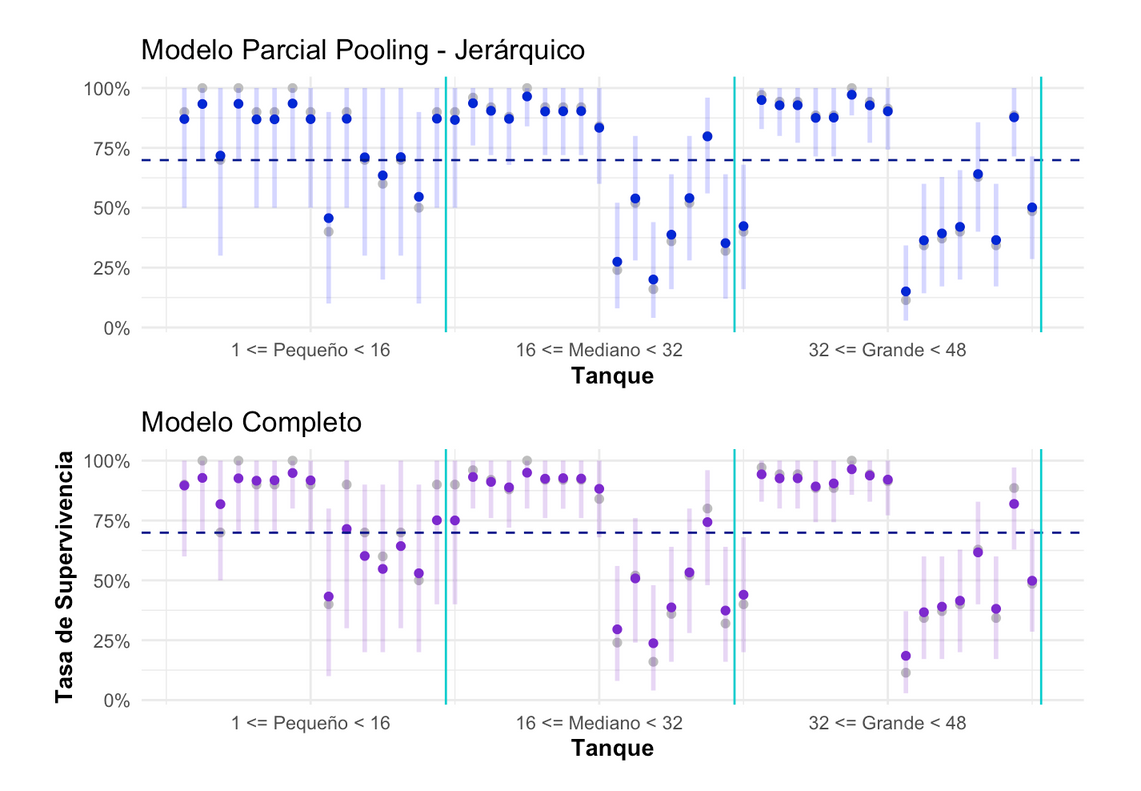 Modelo Parcial Pooling - Jerárquico
100%
75%
50%
25%
0%
1 <= Pequeño < 16 16 <= Mediano < 32 32 <= Grande < 48
Tanque
Modelo Completo
Tasa de Supervivencia
100%
75%
50%
25%
0%
1 <= Pequeño < 16 16 <= Mediano < 32 32 <= Grande < 48
Tanque